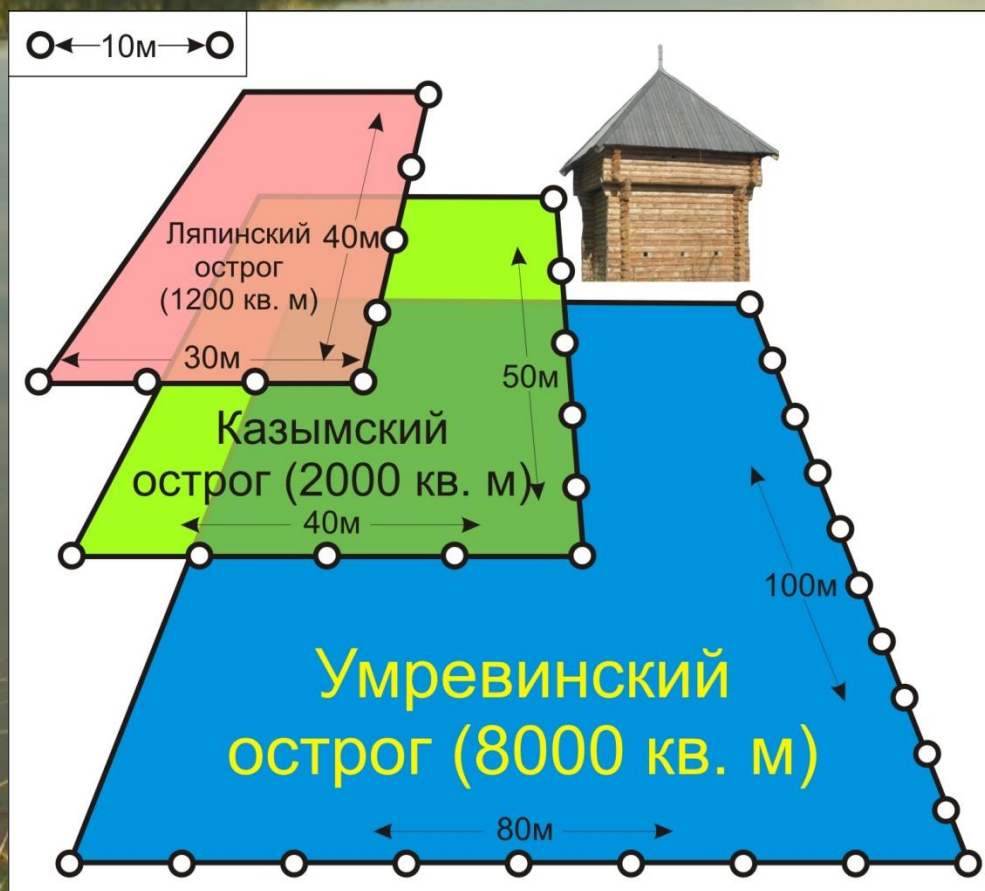 10м
Ляпинский
острог
(1200 кв. м)
40м
30м
Казымский
острог (2000 кв. м)
50м
40м
Умревинский
острог (8000 кв. м)
100м
80м